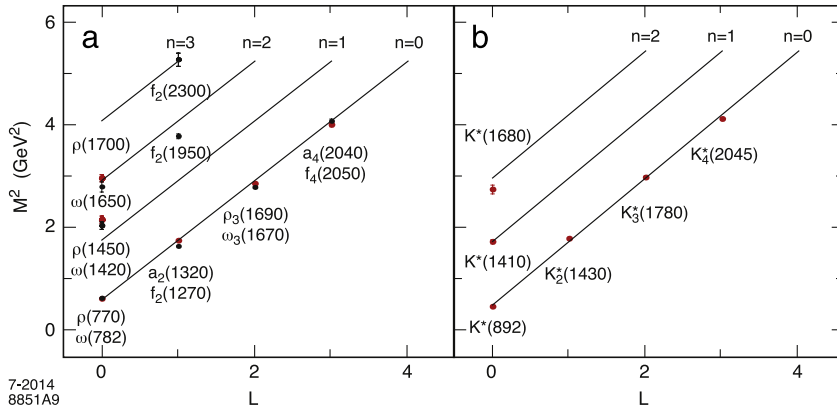 a
n=3 n=2 n=1 n=0
b
n=2 n=1 n=0
6
4
2
0
M² (GeV²)
f₂(2300)
ρ(1700)
f₂(1950)
ω(1650)
a₄(2040)
f₄(2050)
ρ₃(1690)
ω₃(1670)
ρ(1450)
ω(1420)
a₂(1320)
f₂(1270)
ρ(770)
ω(782)
K*(1680)
K*₄(2045)
K*₃(1780)
K*(1410)
K*₂(1430)
K*(892)
0 2 4
0 2 4
L
L
7-2014
8851A9